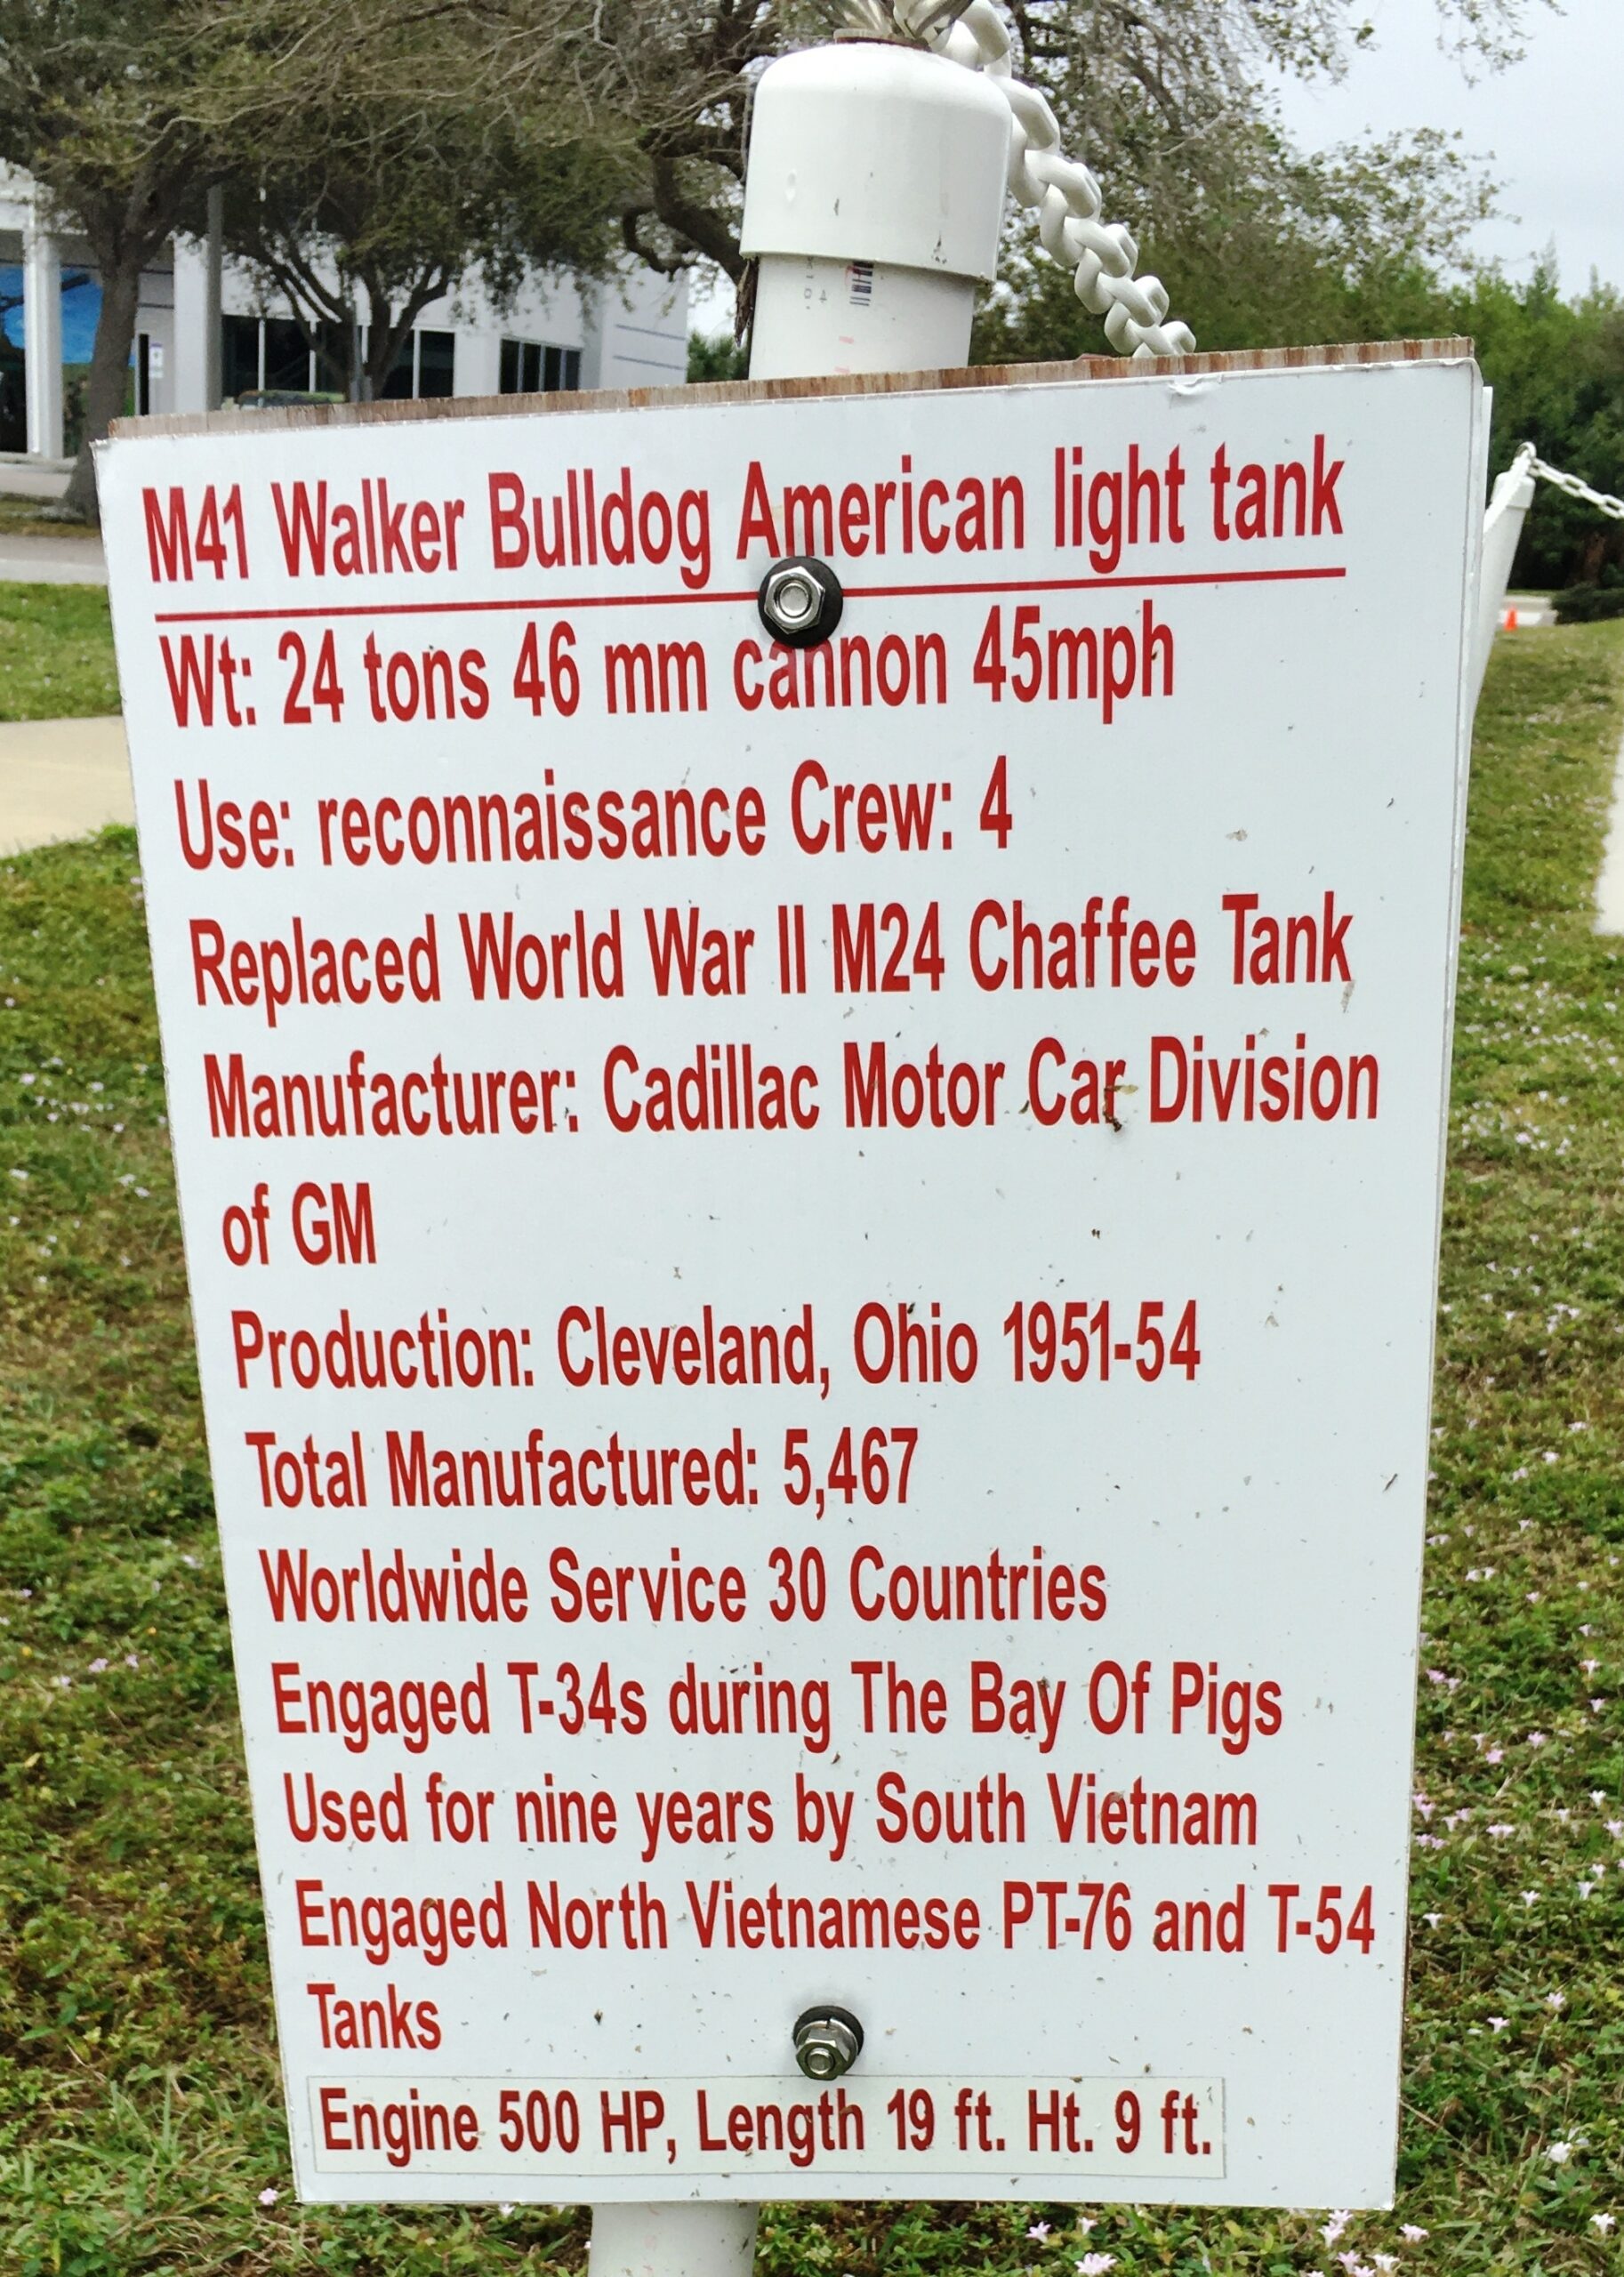 M41 Walker Bulldog American light tank
Wt: 24 tons 46 mm cannon 45mph
Use: reconnaissance Crew: 4
Replaced World War II M24 Chaffee Tank
Manufacturer: Cadillac Motor Car Division
of GM
Production: Cleveland, Ohio 1951-54
Total Manufactured: 5,467
Worldwide Service 30 Countries
Engaged T-34s during The Bay Of Pigs
Used for nine years by South Vietnam
Engaged North Vietnamese PT-76 and T-54
Tanks
Engine 500 HP, Length 19 ft. Ht. 9 ft.